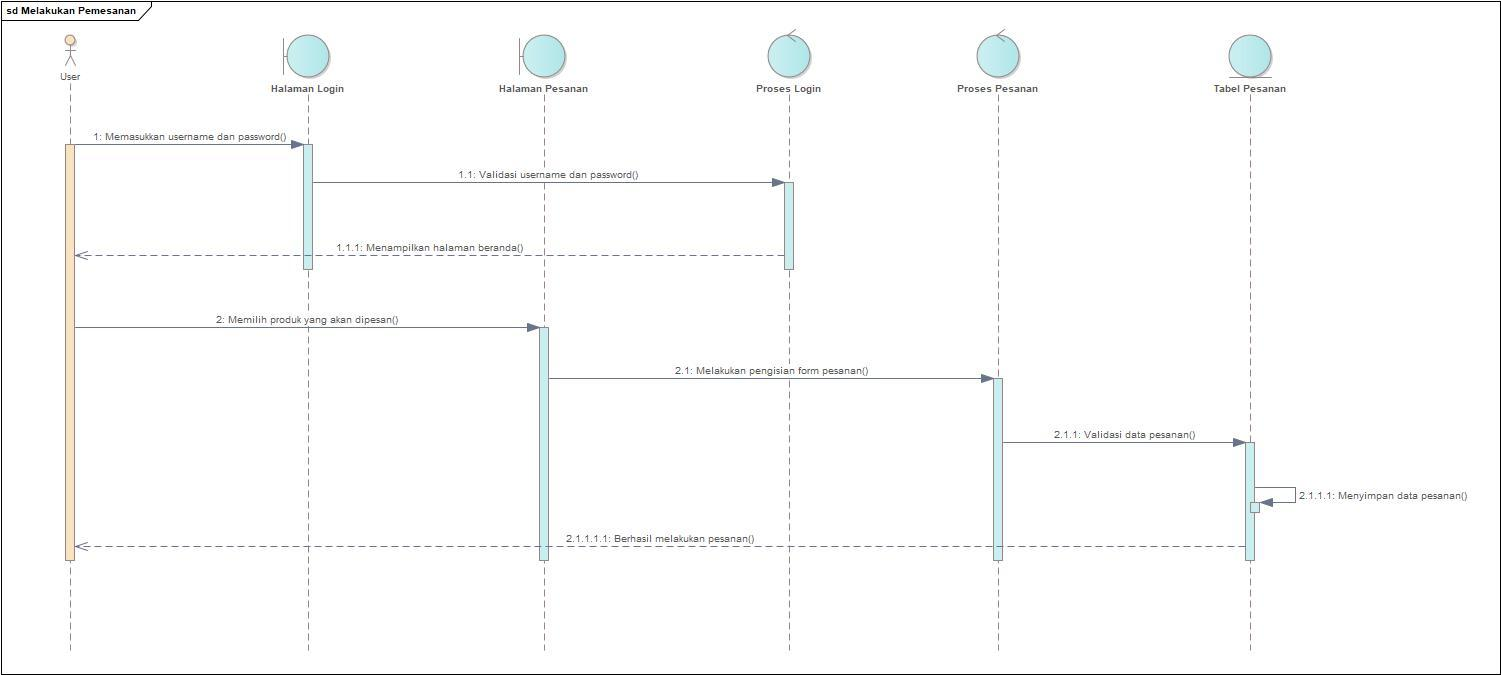 sd Melakukan Pemesanan
User
Halaman Login
Halaman Pesanan
Proses Login
Proses Pesanan
Tabel Pesanan
1: Memasukkan username dan password()
1.1: Validasi username dan password()
1.1.1: Menampilkan halaman beranda()
2: Memilih produk yang akan dipesan()
2.1: Melakukan pengisian form pesanan()
2.1.1: Validasi data pesanan()
2.1.1.1: Menyimpan data pesanan()
2.1.1.1.1: Berhasil melakukan pesanan()